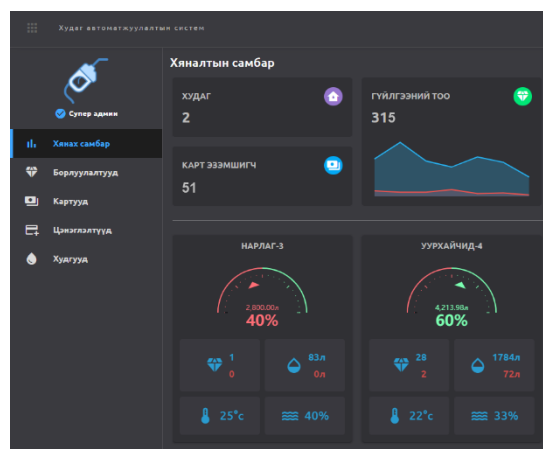 Худаг автоматжуулалтын систем
Супер админ
Хянах самбар
Борлуулалтууд
Картууд
Цэнэглэлтүүд
Худгууд
Хяналтын самбар
ХУДАГ
2
ГҮЙЛГЭЭНИЙ ТОО
315
КАРТ ЭЗЭМШИГЧ
51
НАРЛАГ-3
2,800.00л
40%
1
0
83л
0л
25°c
40%
УУРХАЙЧИД-4
4,213.98л
60%
28
2
1784л
72л
22°c
33%